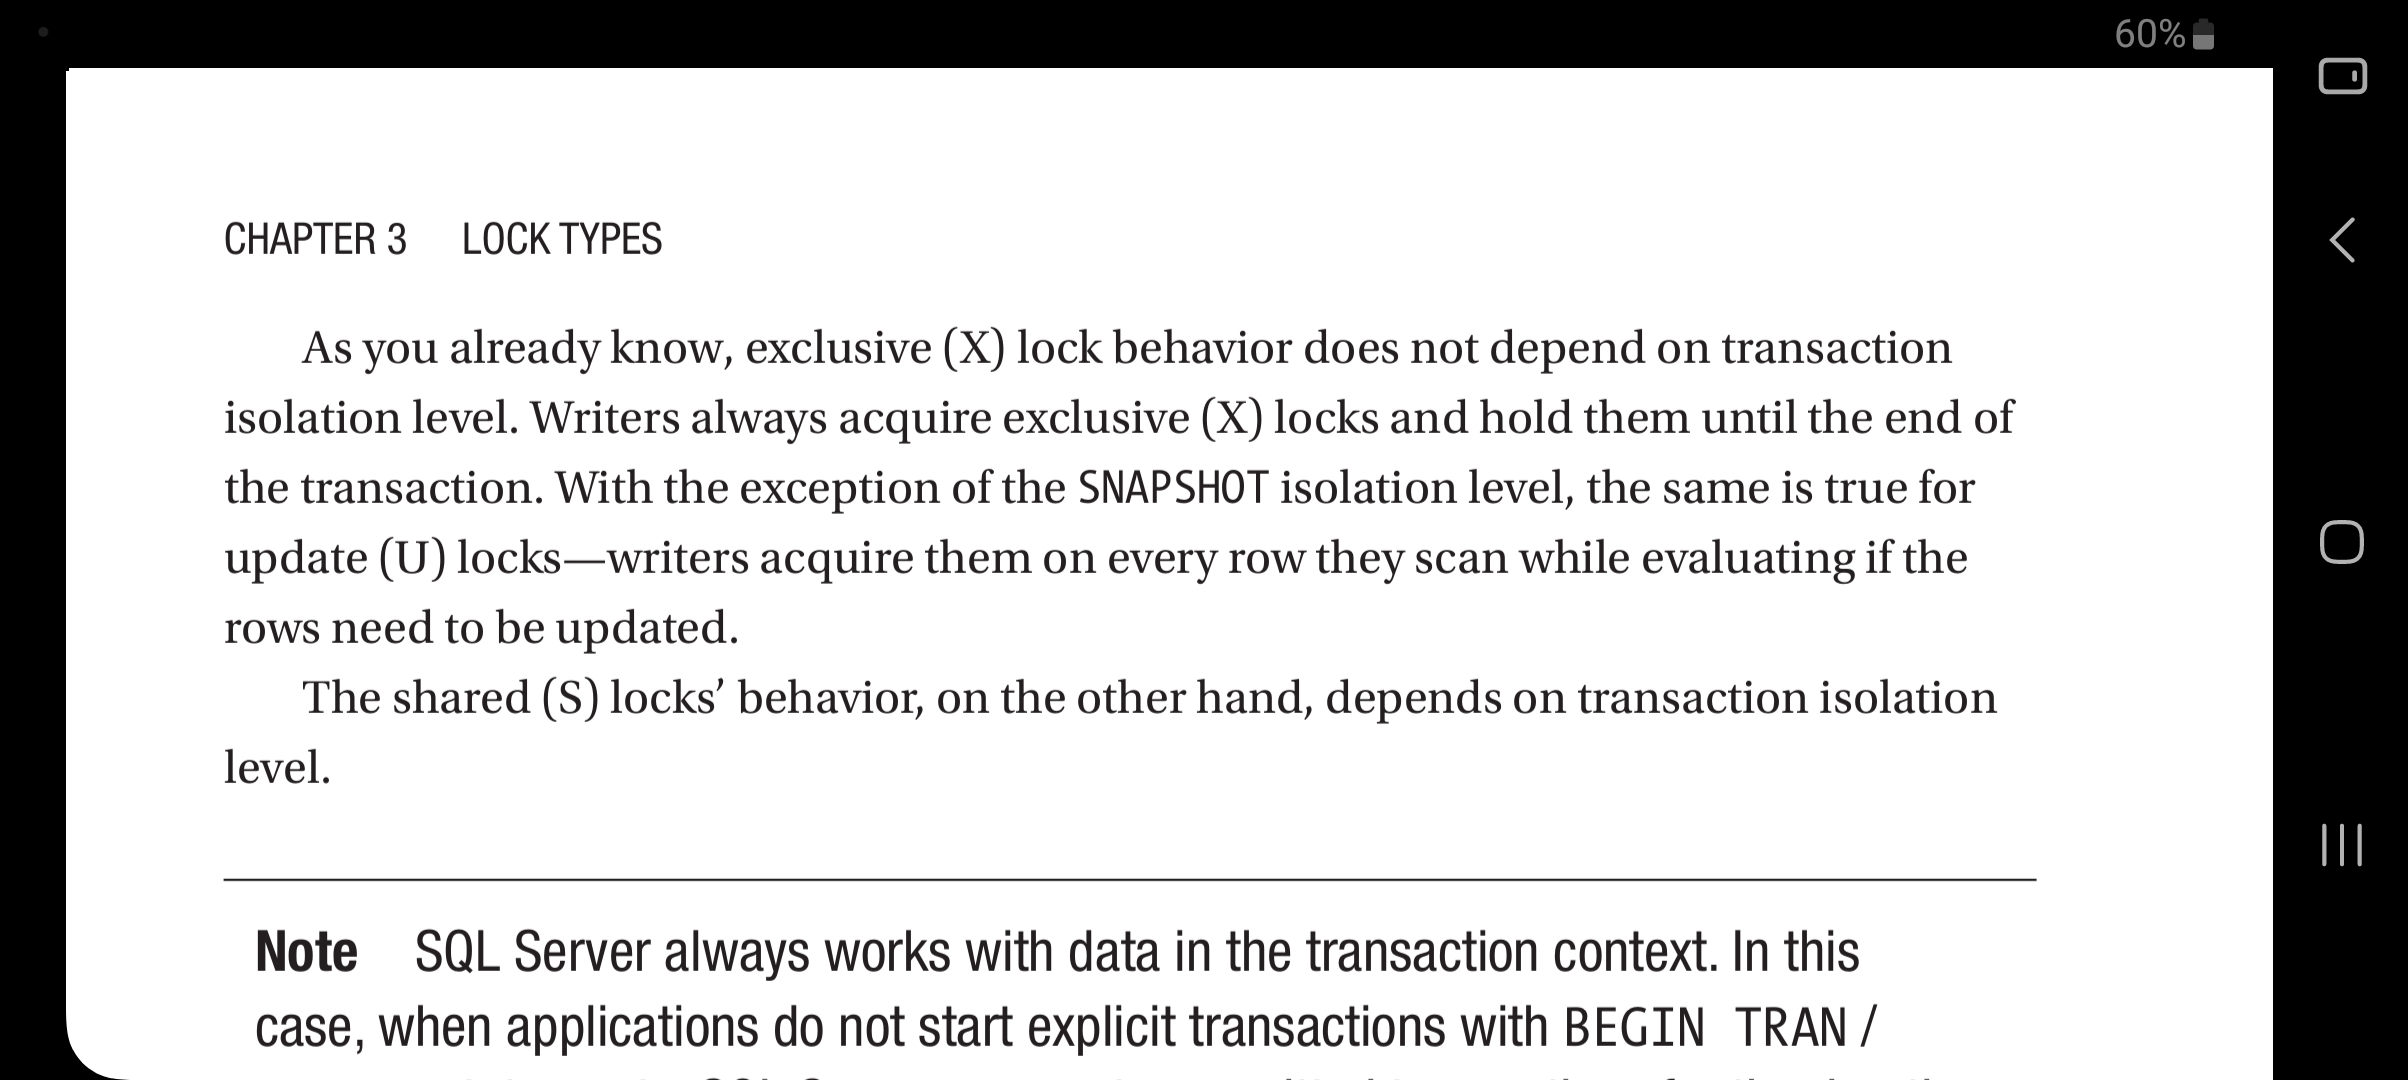 60%
CHAPTER 3 LOCK TYPES
As you already know, exclusive (X) lock behavior does not depend on transaction
isolation level. Writers always acquire exclusive (X) locks and hold them until the end of
the transaction. With the exception of the SNAPSHOT isolation level, the same is true for
update (U) locks—writers acquire them on every row they scan while evaluating if the
rows need to be updated.
The shared (S) locks’ behavior, on the other hand, depends on transaction isolation
level.
Note SQL Server always works with data in the transaction context. In this
case, when applications do not start explicit transactions with BEGIN TRAN /